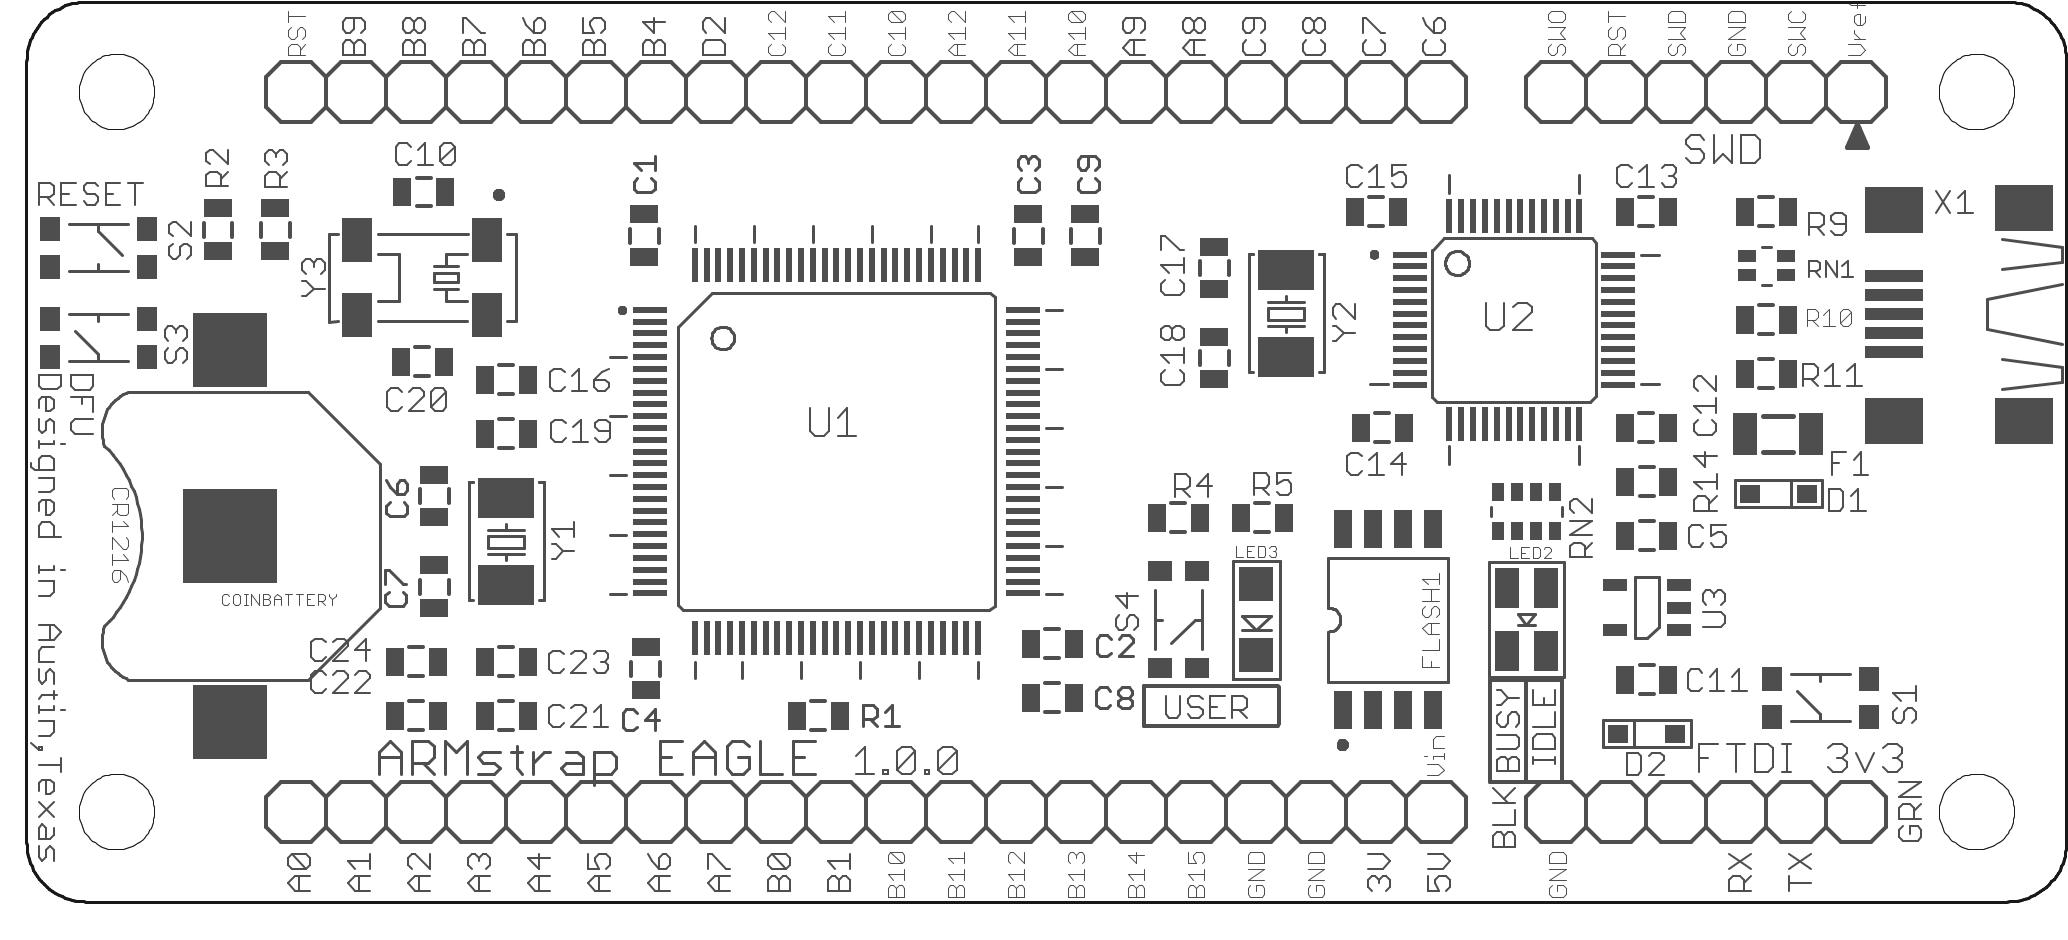 RST B9 B8 B7 B6 B5 B4 D2 C12 C11 C10 A12 A11 A10 A9 A8 C9 C8 C7 C6
SWO RST SWD GND SWC Vref
SWD
RESET
R2
R3
C10
C1
C3
C9
C15
C13
X1
S2
Y3
C17
R9
RN1
U2
Y2
R10
S3
C18
R11
C20
C16
DFU
C19
U1
C12
C14
F1
Designed in Austin,Texas
CR1216
C6
Y1
R4
R5
R14
D1
RN2
C5
LED3
LED2
C7
COINBATTERY
S4
FLASH1
U3
C24
C22
C23
C2
C11
S1
C21
C4
R1
C8
USER
BUSY
IDLE
D2
ARMstrap EAGLE 1.0.0
Vin
FTDI 3v3
BLK
GRN
A0 A1 A2 A3 A4 A5 A6 A7 B0 B1 B10 B11 B12 B13 B14 B15 GND GND 3V 5V
GND RX TX